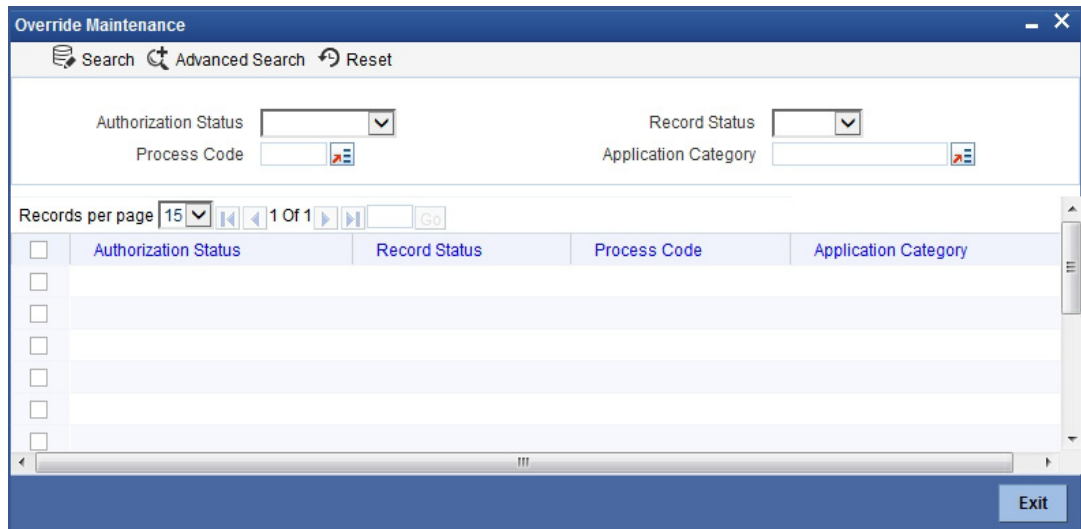 Override Maintenance
Search Advanced Search Reset
Authorization Status Record Status
Process Code Application Category
Records per page 15 1 Of 1 Go
Authorization Status Record Status Process Code Application Category
Exit